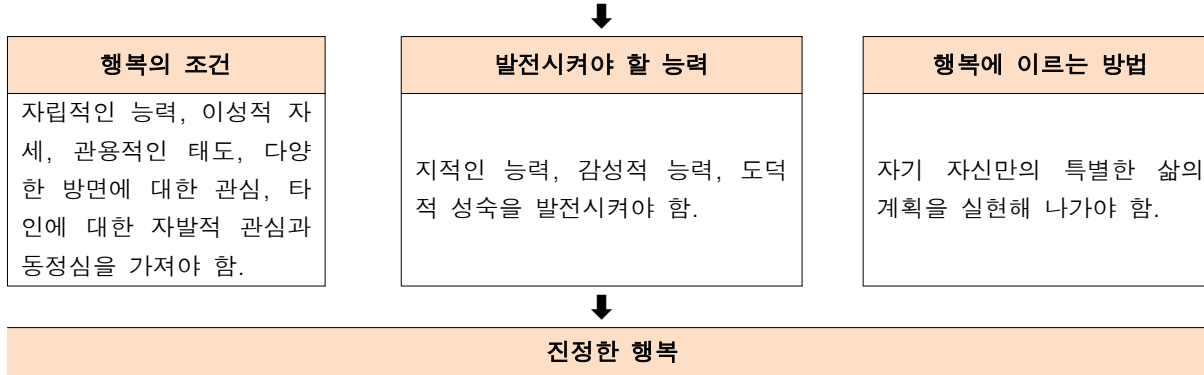 행복의 조건
자립적인 능력, 이성적 자
세, 관용적인 태도, 다양
한 방면에 대한 관심, 타
인에 대한 자발적 관심과
동정심을 가져야 함.
발전시켜야 할 능력
지적인 능력, 감성적 능력, 도덕
적 성숙을 발전시켜야 함.
행복에 이르는 방법
자기 자신만의 특별한 삶의
계획을 실현해 나가야 함.
진정한 행복